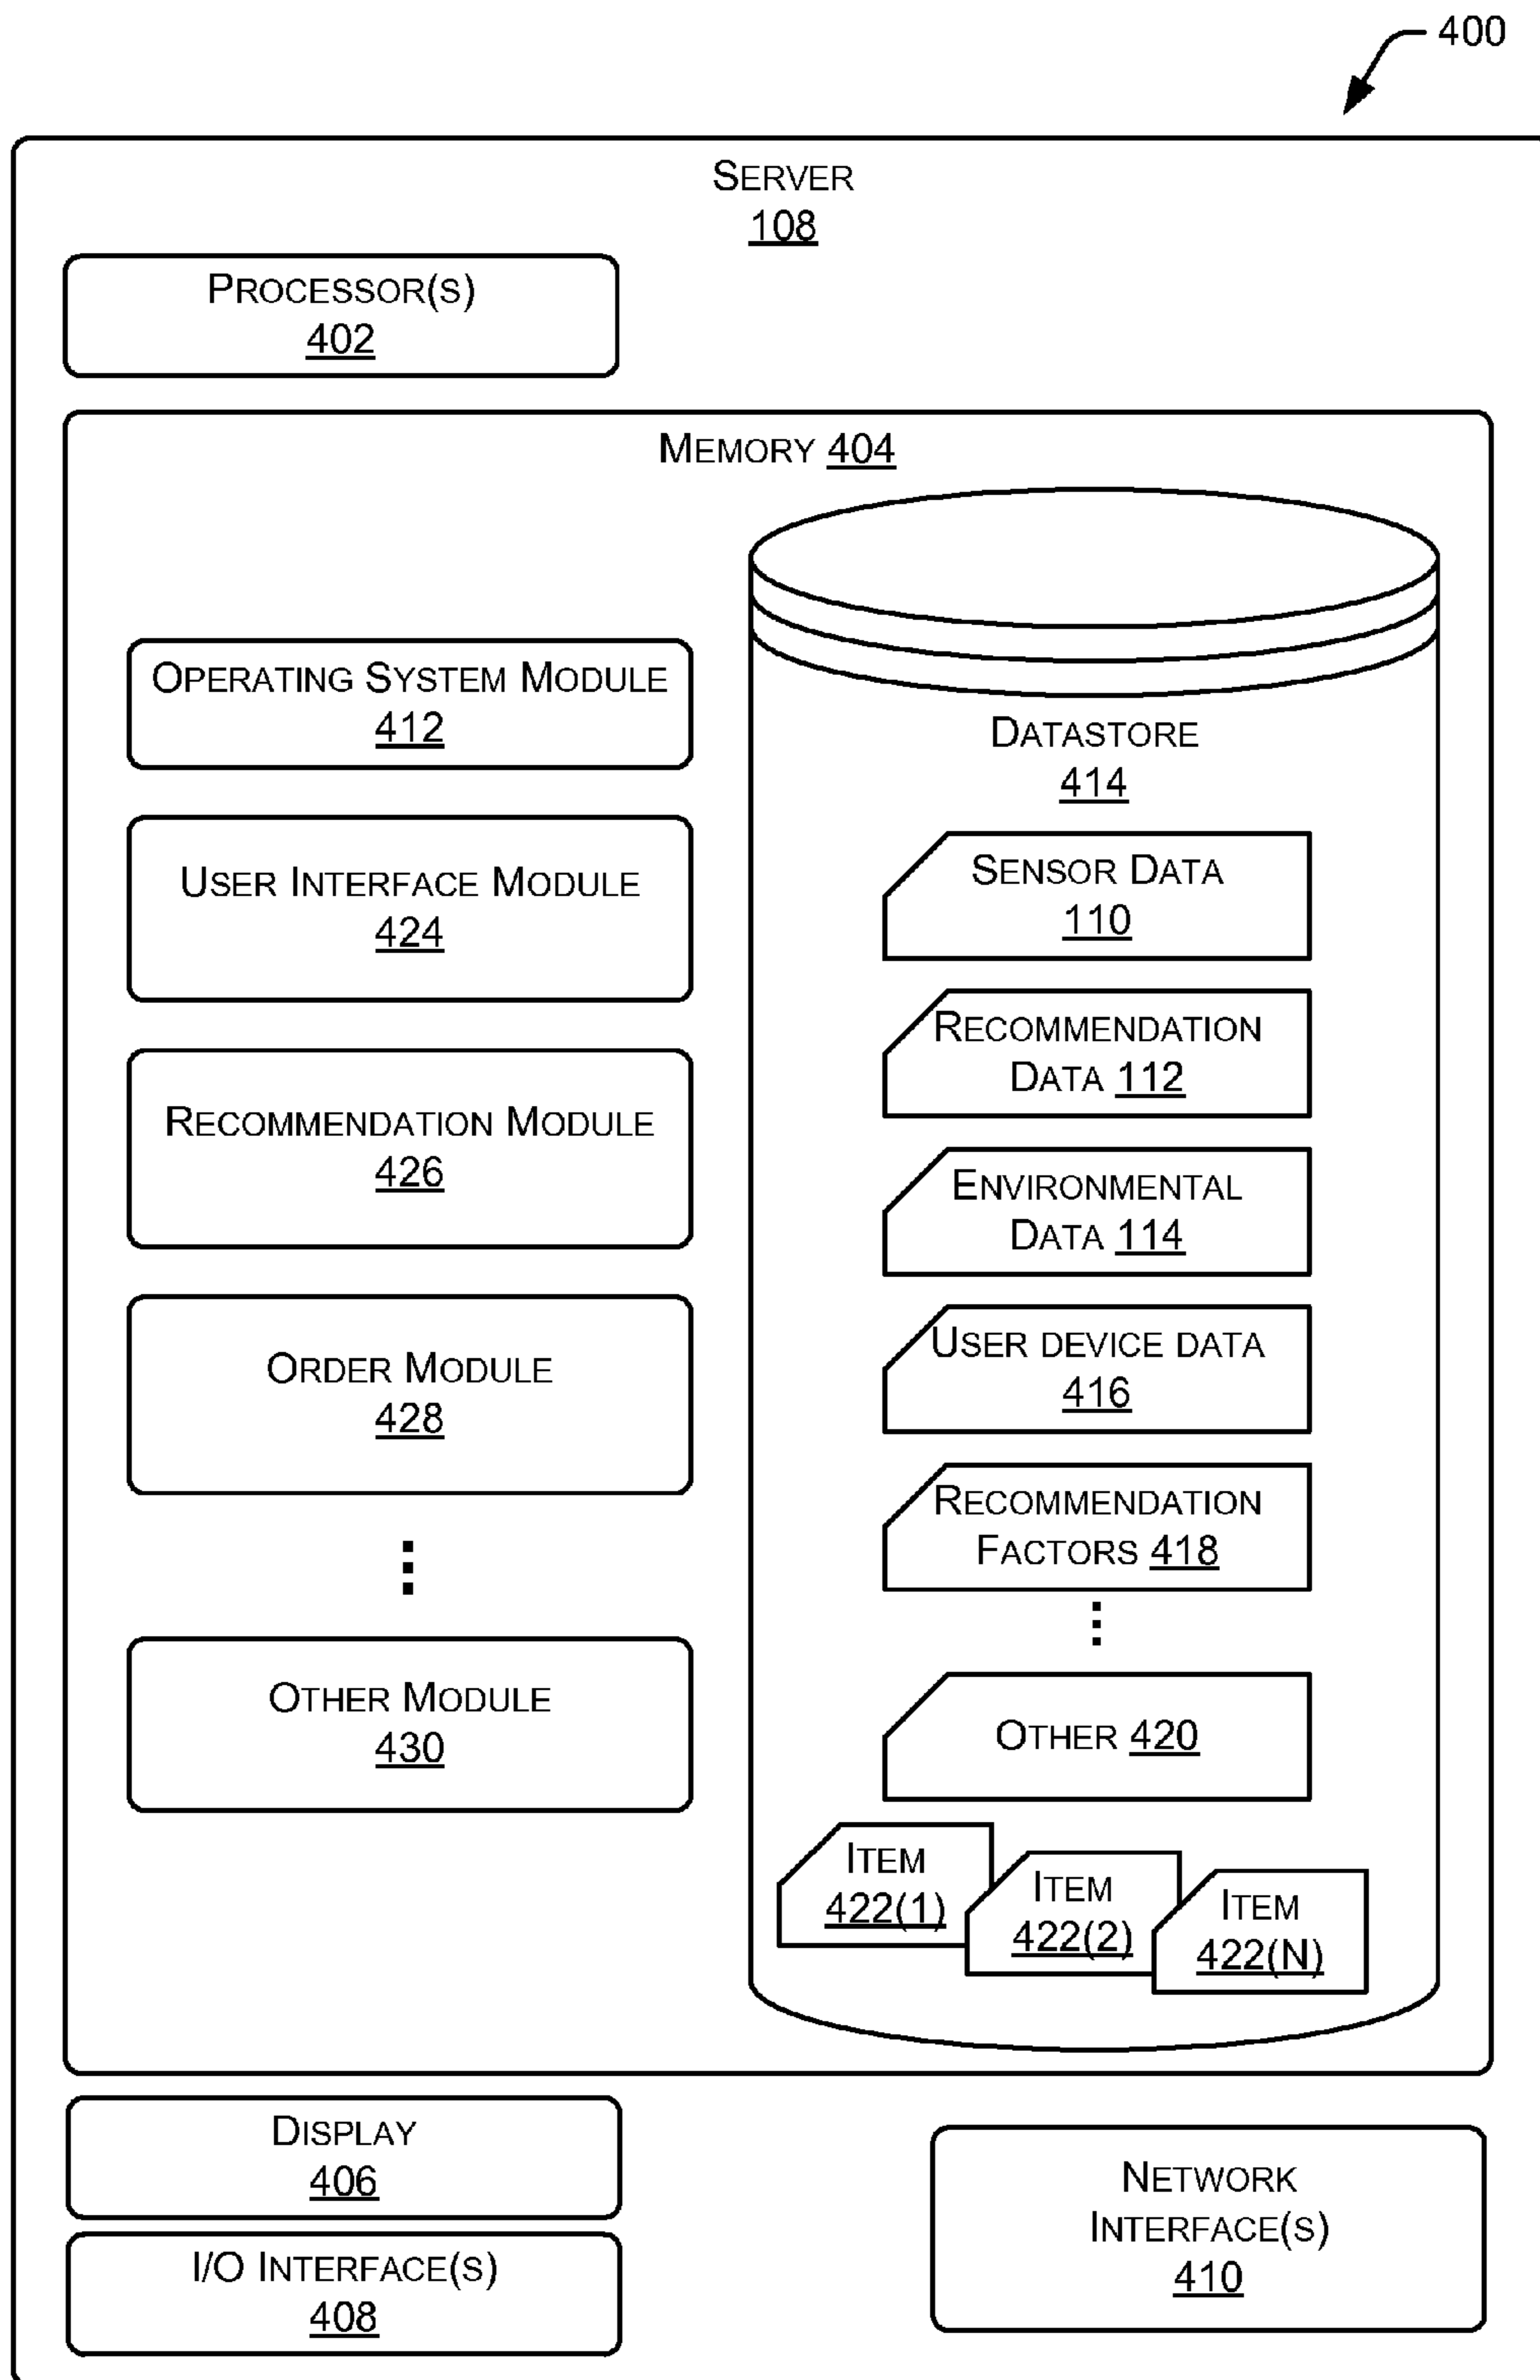 400
SERVER
108
PROCESSOR(S)
402
MEMORY 404
OPERATING SYSTEM MODULE
412
USER INTERFACE MODULE
424
RECOMMENDATION MODULE
426
ORDER MODULE
428
OTHER MODULE
430
DATASTORE
414
SENSOR DATA
110
RECOMMENDATION
DATA 112
ENVIRONMENTAL
DATA 114
USER DEVICE DATA
416
RECOMMENDATION
FACTORS 418
OTHER 420
ITEM
422(1)
ITEM
422(2)
ITEM
422(N)
DISPLAY
406
I/O INTERFACE(S)
408
NETWORK
INTERFACE(S)
410